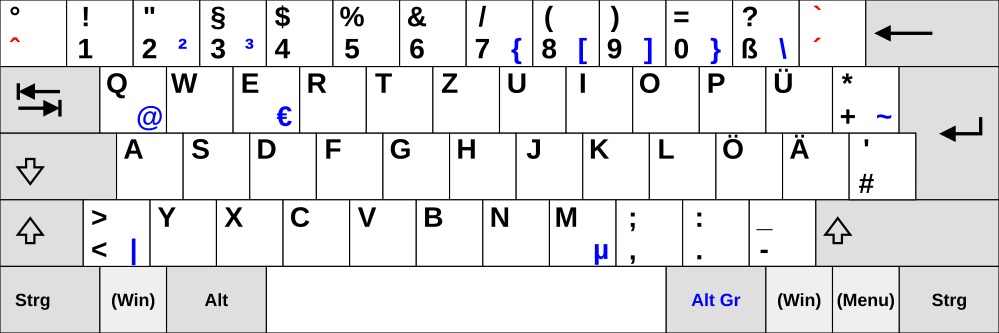 ° ! " § $ % & / ( ) = ? `
^ 1 2 ² 3 ³ 4 5 6 7 { 8 [ 9 ] 0 } ß \ ´
Q W E R T Z U I O P Ü *
@ € + ~
A S D F G H J K L Ö Ä '
#
> Y X C V B N M ; : _
< | µ , . -
Strg (Win) Alt Alt Gr (Win) (Menu) Strg